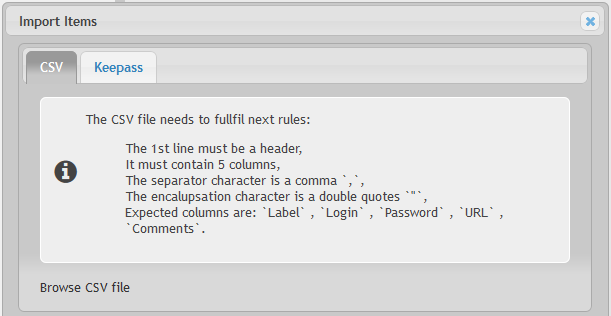 Import Items
CSV
Keepass
The CSV file needs to fullfil next rules:
The 1st line must be a header,
It must contain 5 columns,
The separator character is a comma `,`,
The encalupsation character is a double quotes `"`,
Expected columns are: `Label` , `Login` , `Password` , `URL` ,
`Comments`.
Browse CSV file